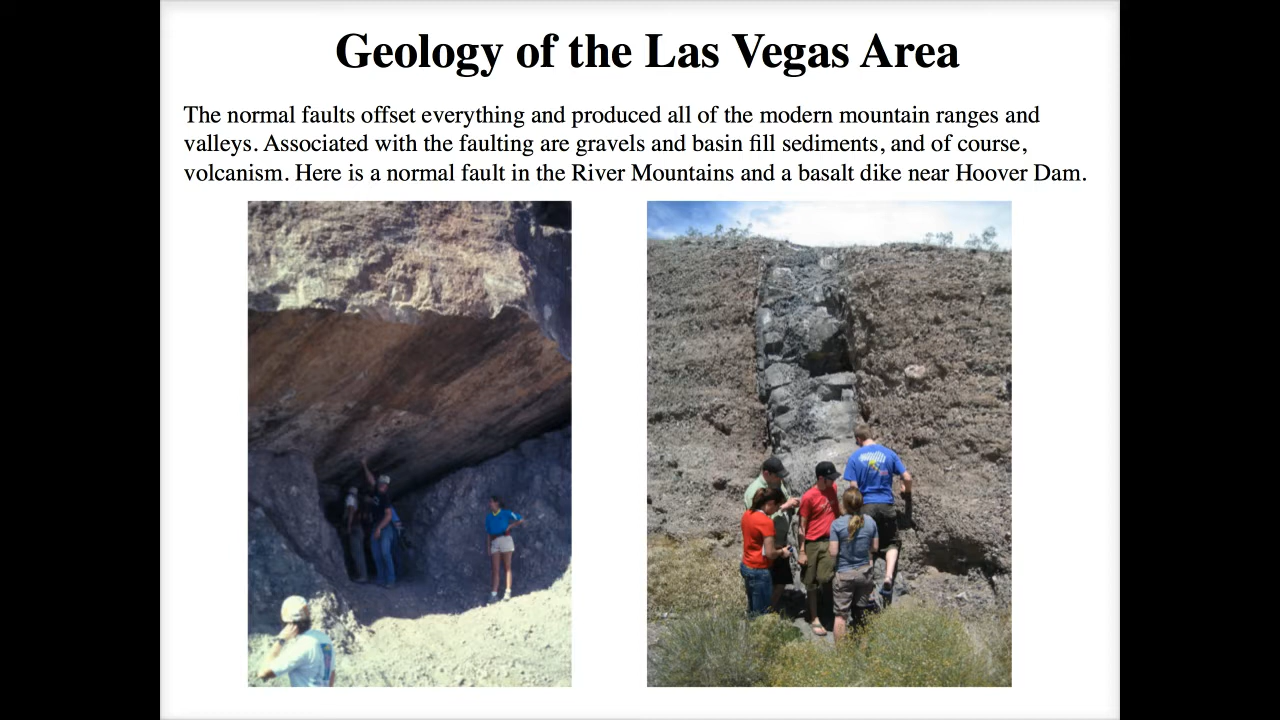 Geology of the Las Vegas Area
The normal faults offset everything and produced all of the modern mountain ranges and
valleys. Associated with the faulting are gravels and basin fill sediments, and of course,
volcanism. Here is a normal fault in the River Mountains and a basalt dike near Hoover Dam.